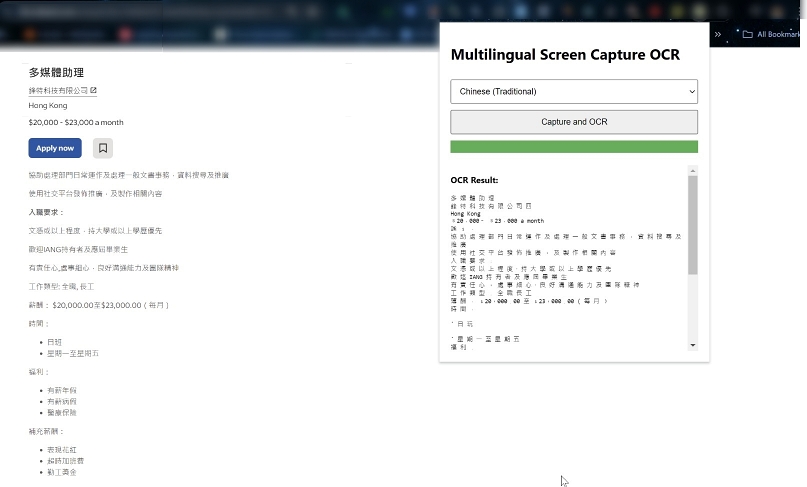 All Bookmark
多媒體助理
鋒特科技有限公司
Hong Kong
$20,000 - $23,000 a month
Apply now
協助處理部門日常運作及處理一般文書事務，資料搜尋及推廣
使用社交平台發佈推廣，及製作相關內容
入職要求：
文憑或以上程度，持大學或以上學歷優先
歡迎IANG持有者及應屆畢業生
有責任心,處事細心，良好溝通能力及團隊精神
工作類型: 全職, 長工
薪酬： $20,000.00至$23,000.00（每月）
時間：
日班
星期一至星期五
福利：
有薪年假
有薪病假
醫療保險
補充薪酬：
表現花紅
超時加班費
勤工獎金
Multilingual Screen Capture OCR
Chinese (Traditional)
Capture and OCR
OCR Result:
多 媒 體 助 理
鋒 特 科 技 有 限 公 司 四
Hong Kong
a month
協 助 處 理 部 門 日 常 運 作 及 處 理 一 般 文 書 事 務 ， 資 料 搜 尋 及
推 廣
使 用 社 交 平 台 發 佈 推 廣 ， 及 製 作 相 關 內 容
入 職 要 求 ：
文 憑 或 以 上 程 度 ，持 大 學 或 以 上 學 歷 優 先
歡 迎 IANG 持 有 者 及 應 屆 畢 業 生
有 責 任 心 ， 處 事 細 心 ，良 好 溝 通 能 力 及 團 隊 精 神
工 作 類 型 全 職 長 工
薪 酬 ： 20,000.00 至 23,000.00 ( 每 月 )
時 間
日 玩
星 期 一 至 星 期 五
福 利